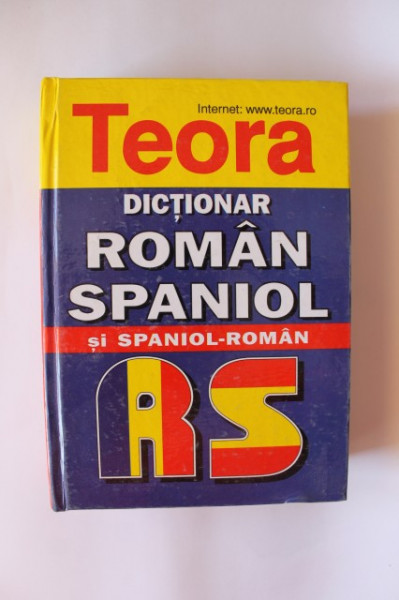 Internet: www.teora.ro
Teora
DICȚIONAR
ROMÂN
SPANIOL
și SPANIOL-ROMÂN
RS